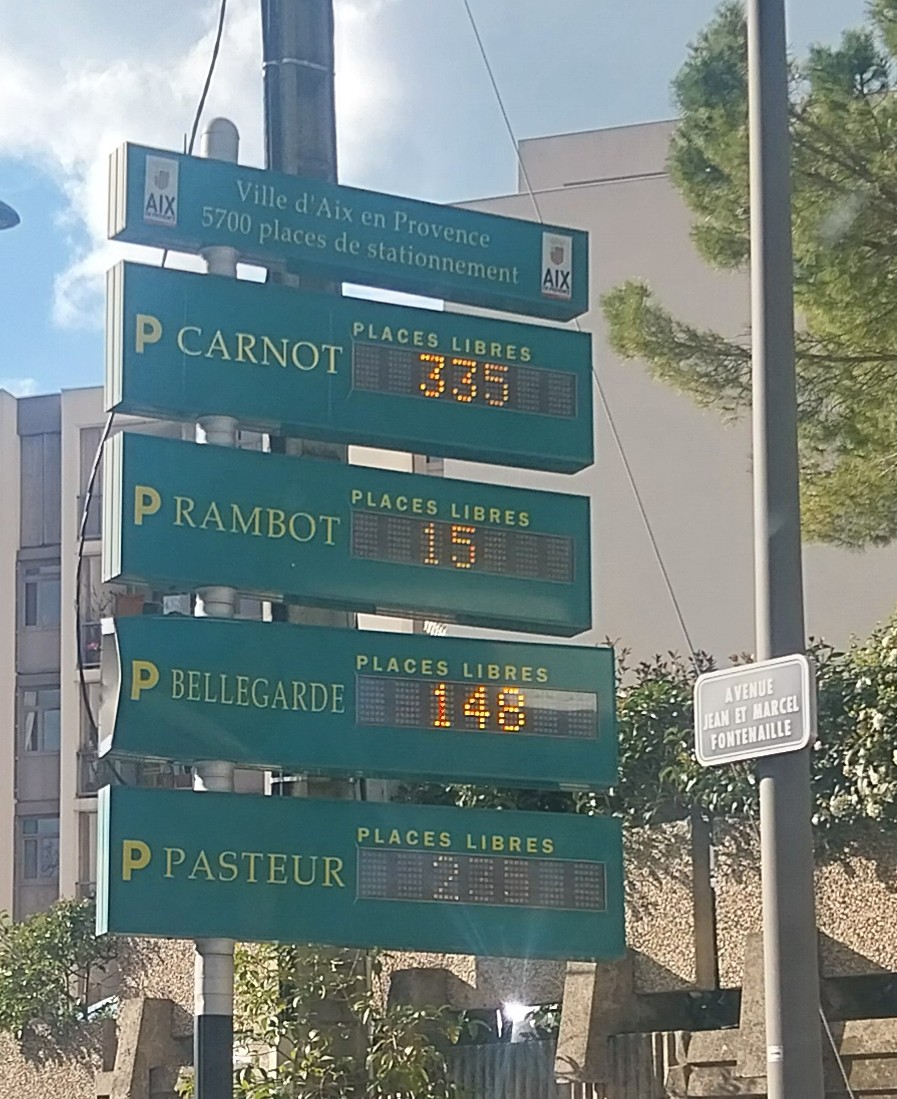 AIX
Ville d'Aix en Provence
5700 places de stationnement
AIX
P CARNOT
PLACES LIBRES
335
P RAMBOT
PLACES LIBRES
15
P BELLEGARDE
PLACES LIBRES
148
P PASTEUR
PLACES LIBRES
AVENUE
JEAN ET MARCEL
FONTENAILLE